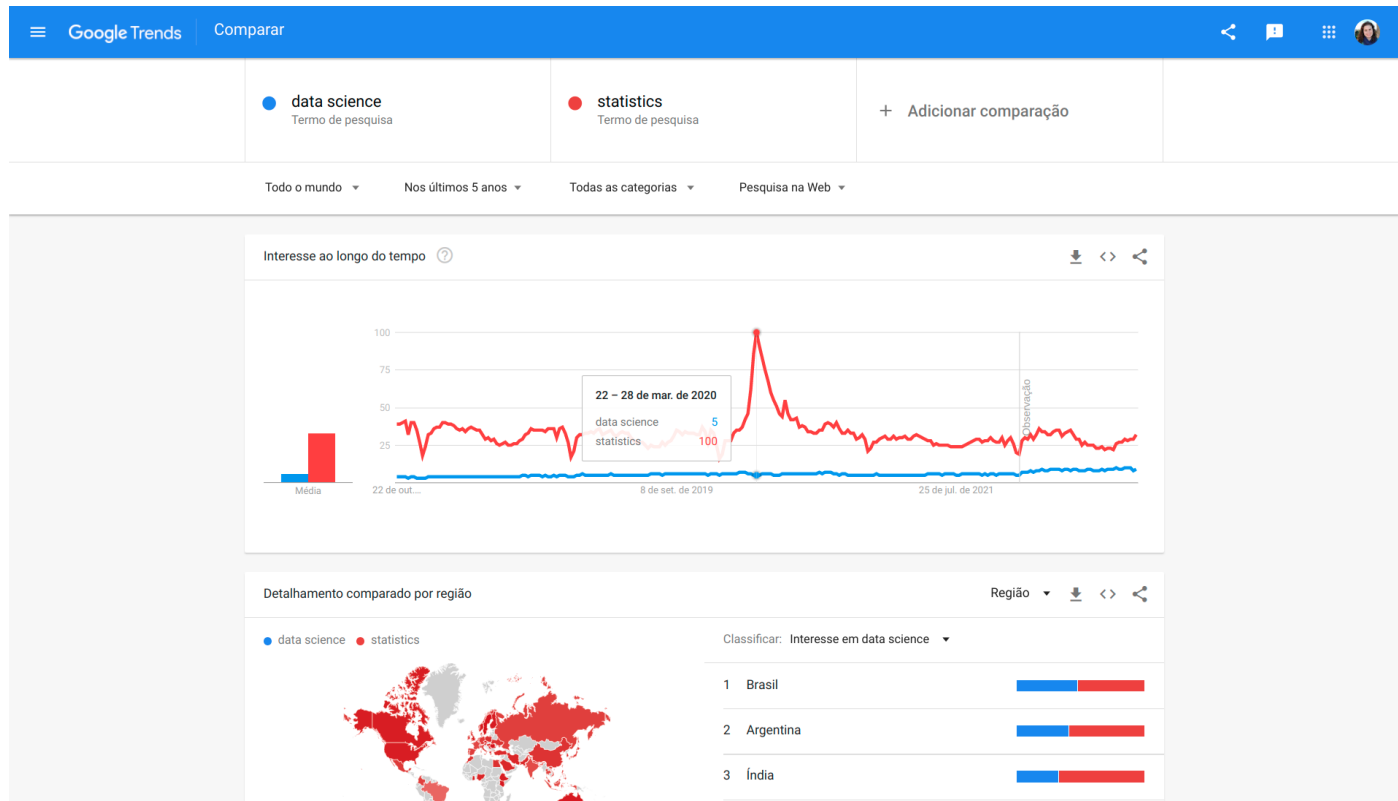 Google Trends
Comparar
data science
Termo de pesquisa
statistics
Termo de pesquisa
+ Adicionar comparação
Todo o mundo
Nos últimos 5 anos
Todas as categorias
Pesquisa na Web
Interesse ao longo do tempo
100
75
50
25
22 – 28 de mar. de 2020
data science 5
statistics 100
Observação
Média
22 de out....
8 de set. de 2019
25 de jul. de 2021
Detalhamento comparado por região
Região
data science
statistics
Classificar: Interesse em data science
1 Brasil
2 Argentina
3 Índia